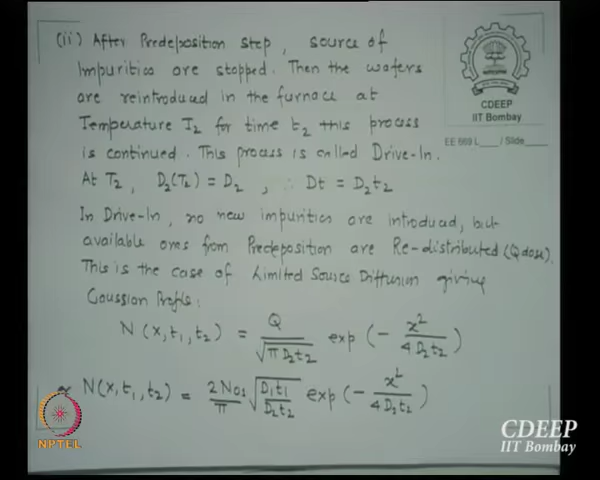 (ii) After Predeposition step, source of
Impurities are stopped. Then the wafers
are reintroduced in the furnace at
Temperature T₂ for time t₂ this process
is continued. This process is called Drive-In.
At T₂, D₂(T₂) = D₂, ∴ Dt = D₂t₂
In Drive-In, no new impurities are introduced, but
available ones from Predeposition are Re-distributed (Q dose).
This is the case of Limited Source Diffusion giving
Gaussian Profile:
N(x,t₁,t₂) = Q/√(π D₂t₂) exp(- x²/4D₂t₂)
N(x,t₁,t₂) = 2N₀₁/π √(D₁t₁/D₂t₂) exp(- x²/4D₂t₂)
CDEEP
IIT Bombay
EE 669 L___/ Slide___
NPTEL
CDEEP
IIT Bombay